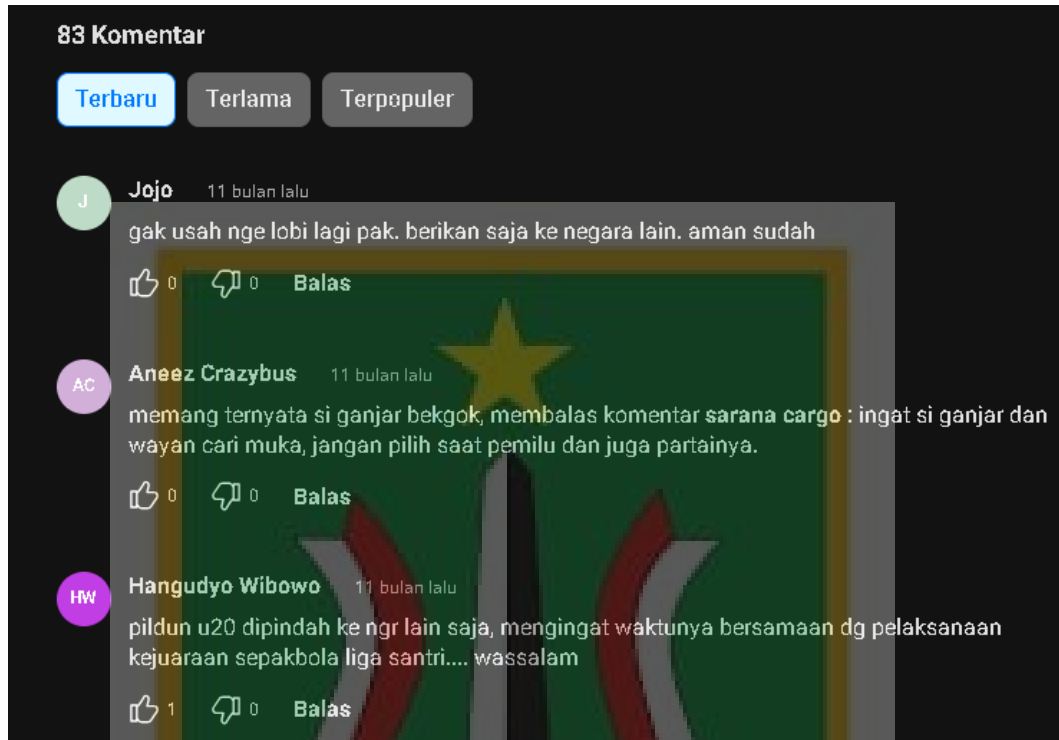 83 Komentar
Terbaru Terlama Terpopuler
J Jojo 11 bulan lalu
gak usah nge lobi lagi pak. berikan saja ke negara lain. aman sudah
0 0 Balas
AC Aneez Crazybus 11 bulan lalu
memang ternyata si ganjar bekgok, membalas komentar sarana cargo : ingat si ganjar dan
wayan cari muka, jangan pilih saat pemilu dan juga partainya.
0 0 Balas
HW Hangudyo Wibowo 11 bulan lalu
pildun u20 dipindah ke ngr lain saja, mengingat waktunya bersamaan dg pelaksanaan
kejuaraan sepakbola liga santri.... wassalam
1 0 Balas